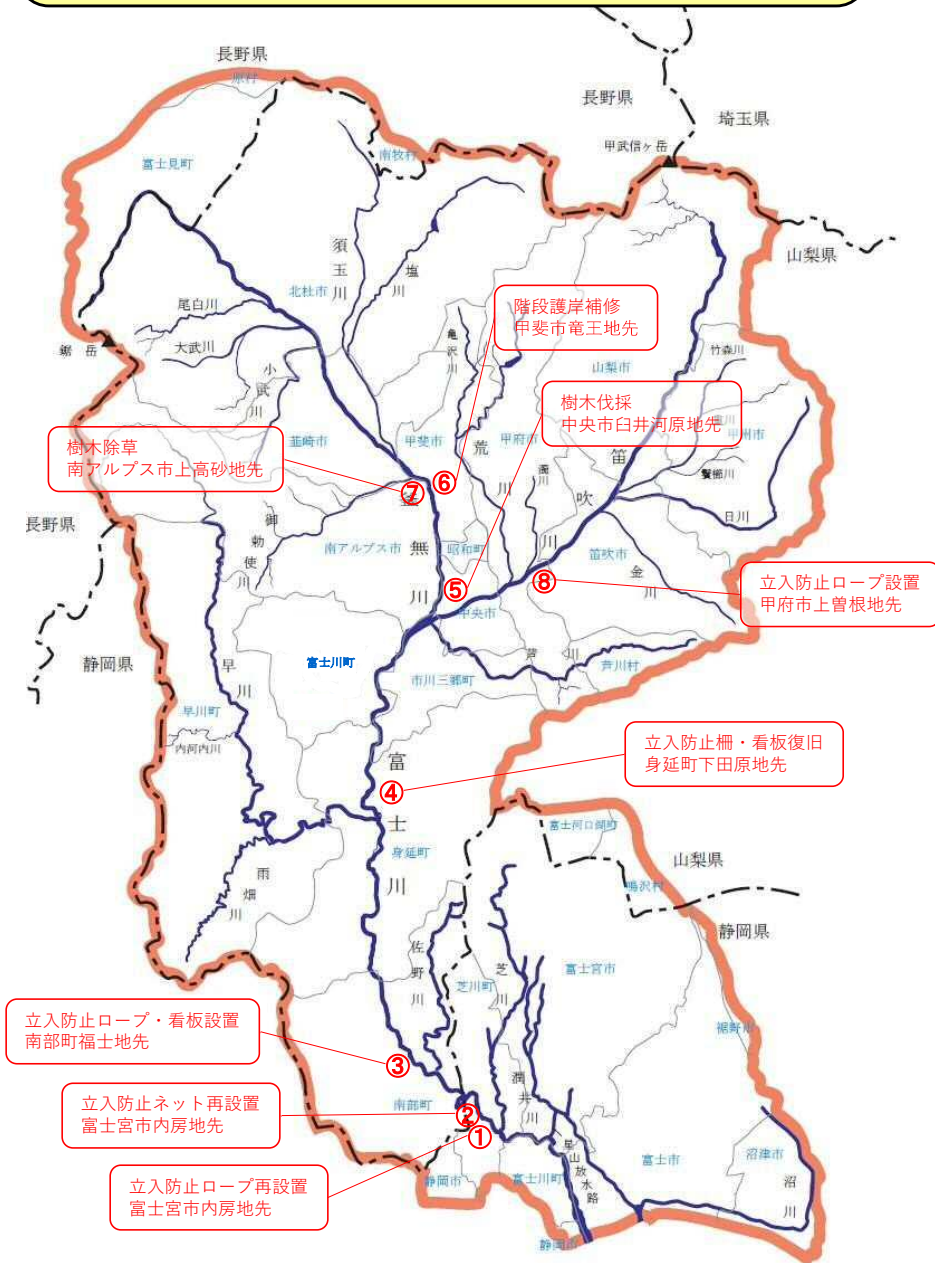 長野県
原村
長野県
埼玉県
甲武信ヶ岳
南牧村
富士見町
山梨県
須玉川
塩川
北杜市
尾白川
階段護岸補修
甲斐市竜王地先
亀沢川
大武川
鋸岳
竹森川
小武川
山梨市
樹木伐採
中央市臼井河原地先
韮崎市
甲斐市
荒川
甲府市
甲州市
樹木除草
南アルプス市上高砂地先
濁川
笛吹川
⑥
⑦
釜無川
日川
長野県
御勅使川
南アルプス市
昭和町
笛吹市
金川
⑤
⑧
立入防止ロープ設置
甲府市上曽根地先
中央市
静岡県
富士川町
芦川
芦川村
早川
市川三郷町
早川町
内河内川
立入防止柵・看板復旧
身延町下田原地先
富士川
④
富士河口湖町
身延町
山梨県
雨畑川
鳴沢村
静岡県
佐野川
芝川
富士宮市
芝川町
立入防止ロープ・看板設置
南部町福士地先
裾野市
③
潤井川
立入防止ネット再設置
富士宮市内房地先
南部町
②
①
星山放水路
富士市
沼津市
沼川
立入防止ロープ再設置
富士宮市内房地先
静岡市
富士川町
静岡市